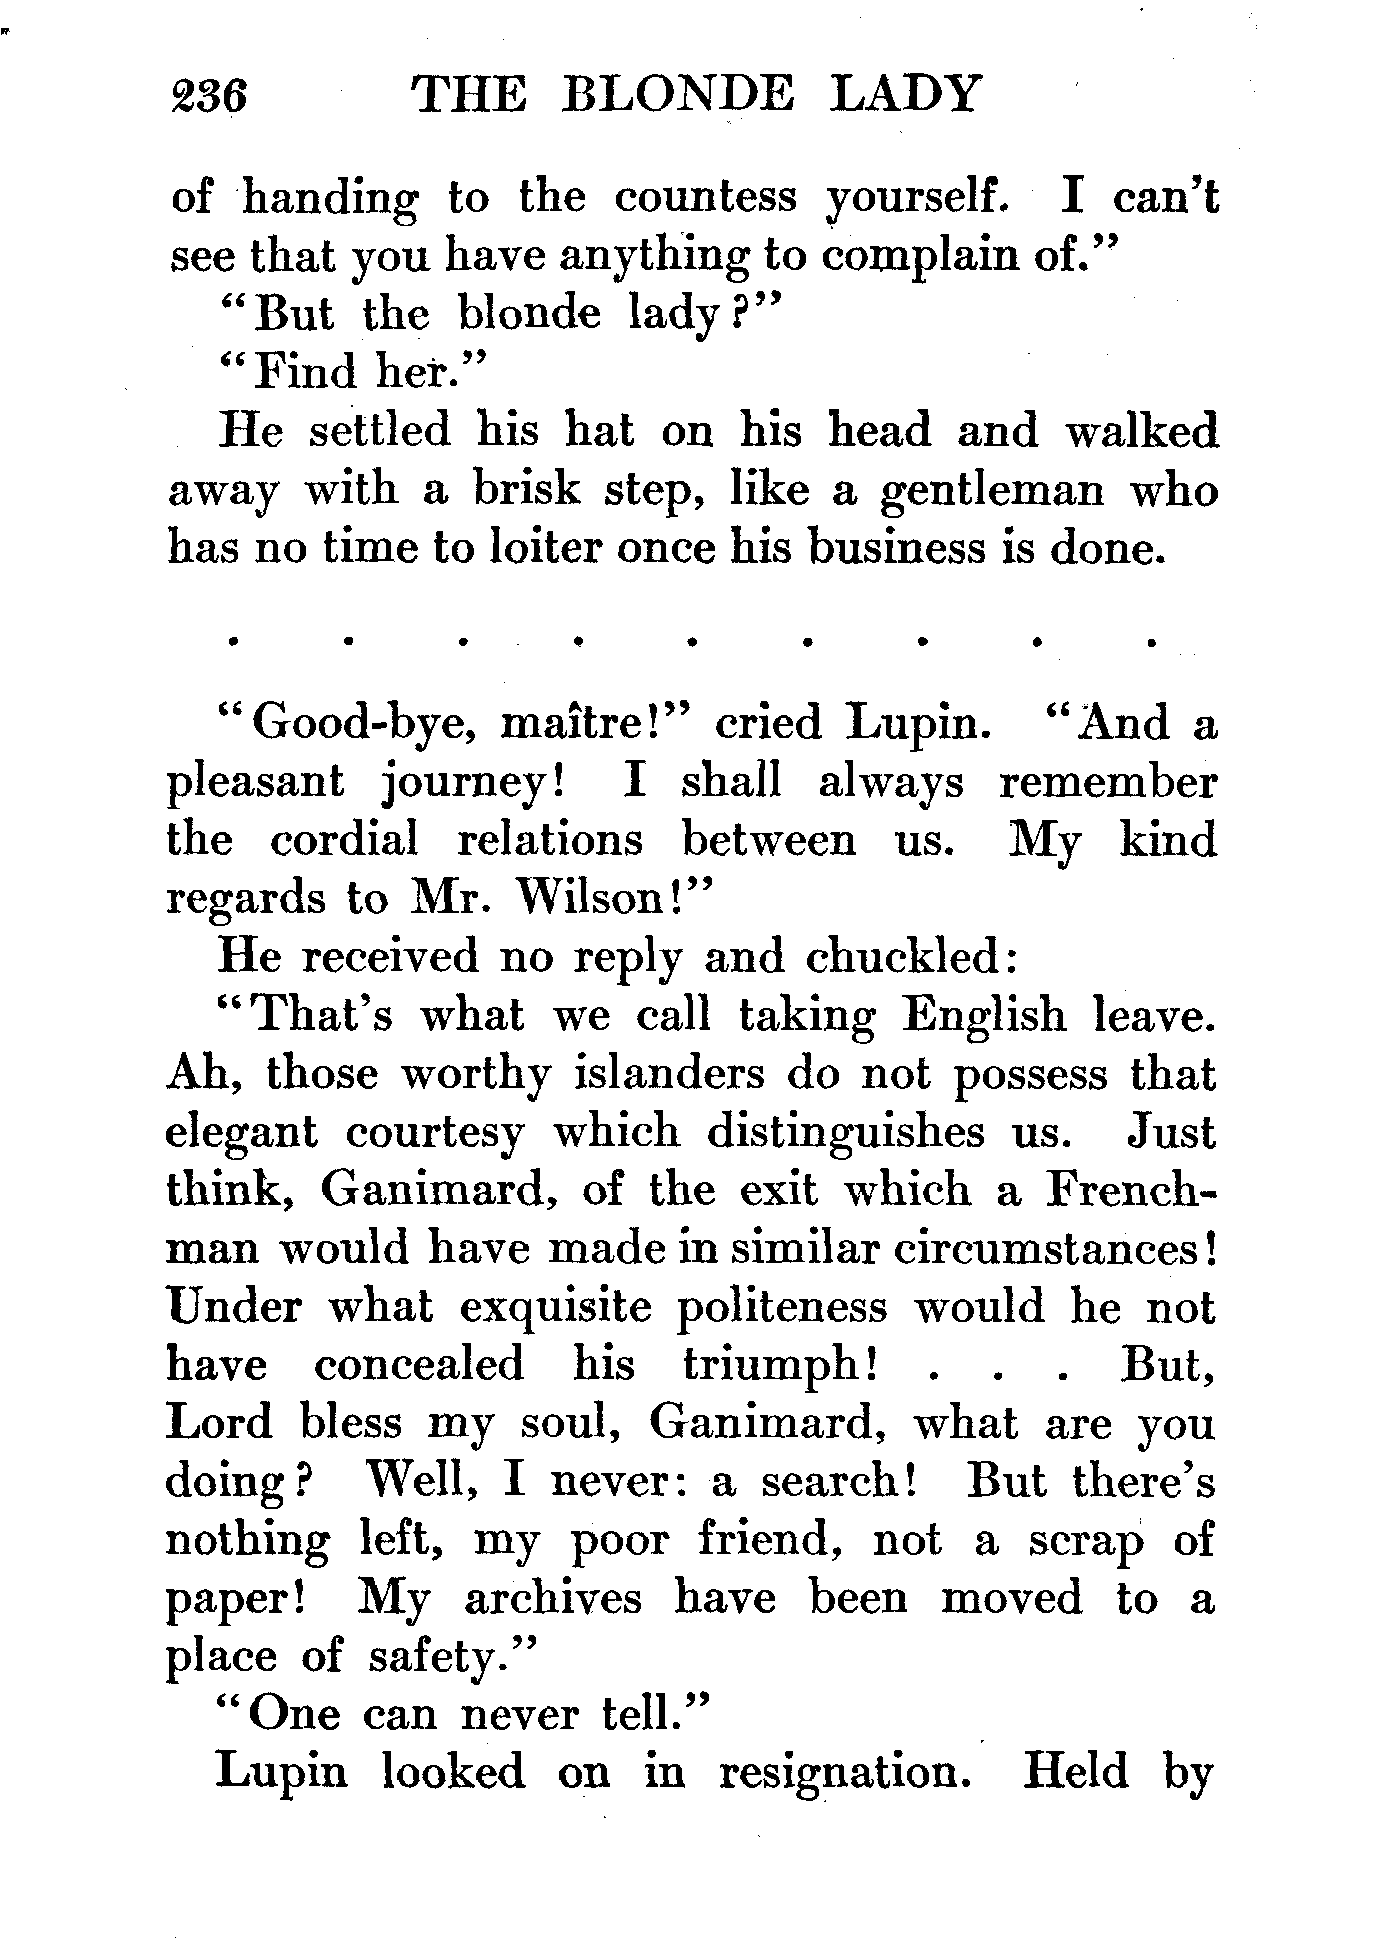 236 THE BLONDE LADY
of handing to the countess yourself. I can't
see that you have anything to complain of."
"But the blonde lady?"
"Find her."
He settled his hat on his head and walked
away with a brisk step, like a gentleman who
has no time to loiter once his business is done.
. . . . . . . . .
"Good-bye, maître!" cried Lupin. "And a
pleasant journey! I shall always remember
the cordial relations between us. My kind
regards to Mr. Wilson!"
He received no reply and chuckled:
"That's what we call taking English leave.
Ah, those worthy islanders do not possess that
elegant courtesy which distinguishes us. Just
think, Ganimard, of the exit which a French-
man would have made in similar circumstances!
Under what exquisite politeness would he not
have concealed his triumph! . . . But,
Lord bless my soul, Ganimard, what are you
doing? Well, I never: a search! But there's
nothing left, my poor friend, not a scrap of
paper! My archives have been moved to a
place of safety."
"One can never tell."
Lupin looked on in resignation. Held by